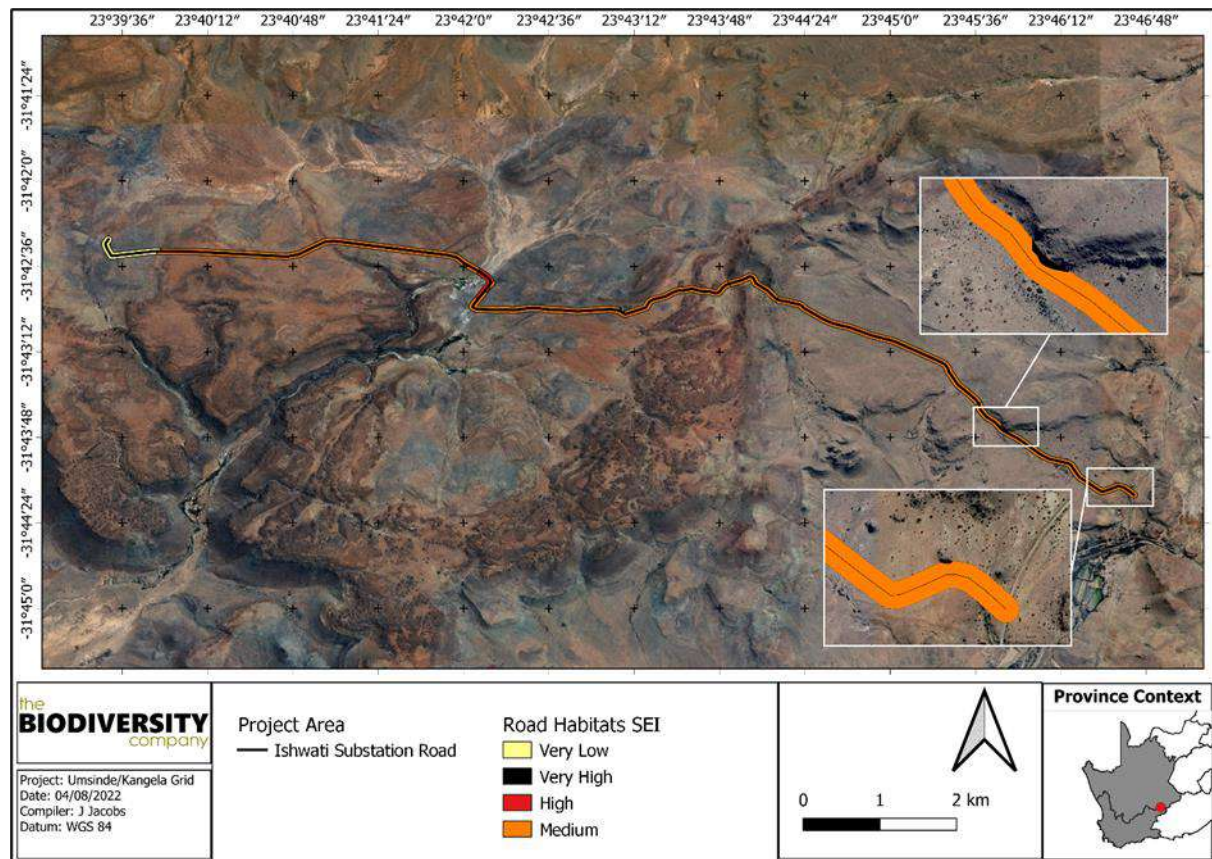 23°39′36″ 23°40′12″ 23°40′48″ 23°41′24″ 23°42′0″ 23°42′36″ 23°43′12″ 23°43′48″ 23°44′24″ 23°45′0″ 23°45′36″ 23°46′12″ 23°46′48″
-31°41′24″
-31°42′0″
-31°42′36″
-31°43′12″
-31°43′48″
-31°44′24″
-31°45′0″
the
BIODIVERSITY
company
Project: Umsinde/Kangela Grid
Date: 04/08/2022
Compiler: J Jacobs
Datum: WGS 84
Project Area
Ishwati Substation Road
Road Habitats SEI
Very Low
Very High
High
Medium
0 1 2 km
Province Context